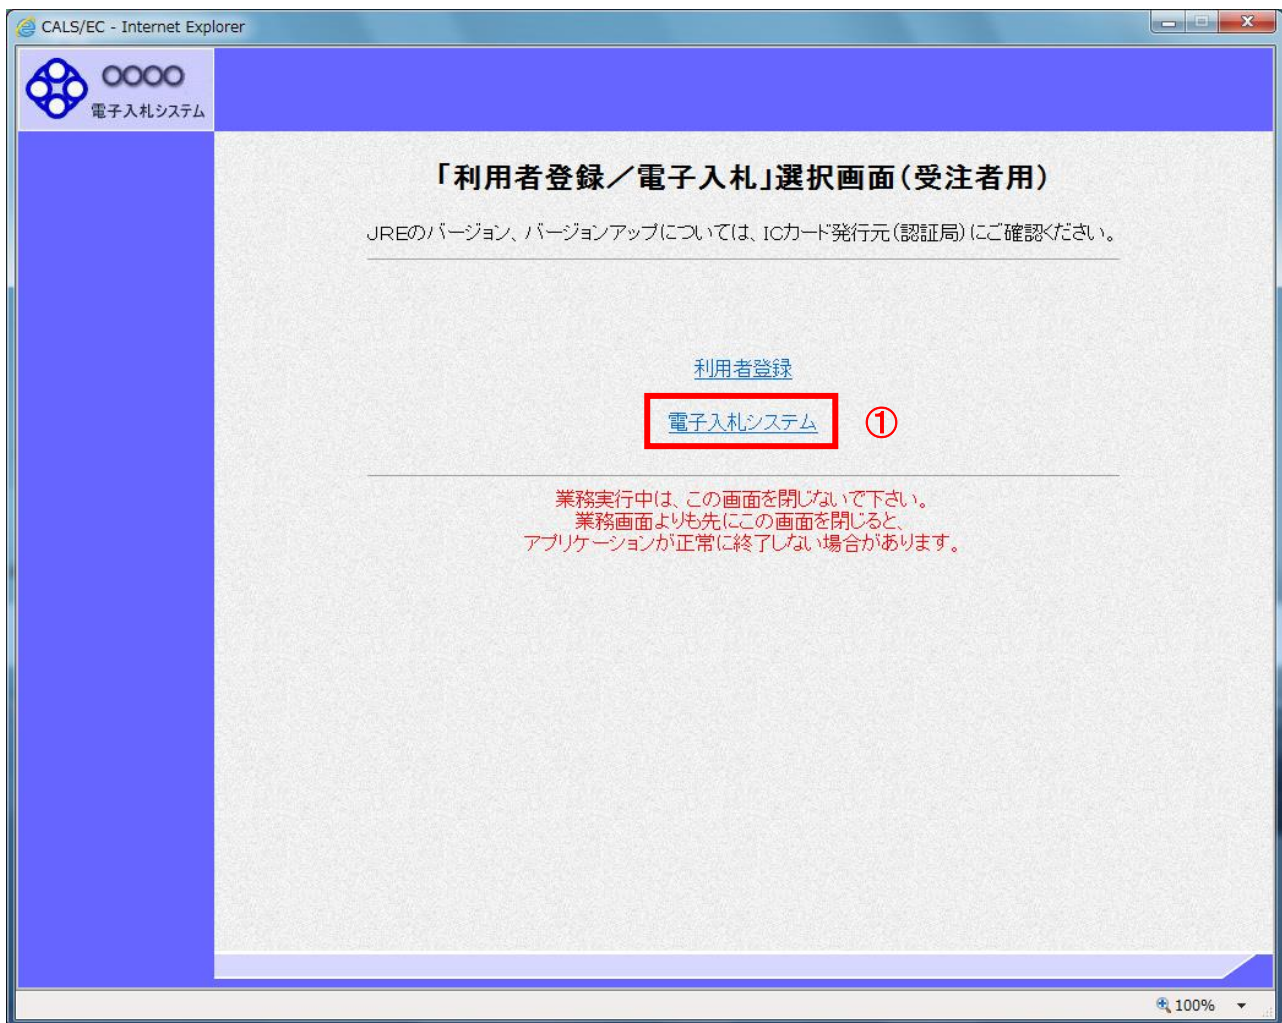 CALS/EC - Internet Explorer
○○○○
電子入札システム
「利用者登録／電子入札」選択画面(受注者用)
JREのバージョン、バージョンアップについては、ICカード発行元(認証局)にご確認ください。
利用者登録
電子入札システム ①
業務実行中は、この画面を閉じないで下さい。
業務画面よりも先にこの画面を閉じると、
アプリケーションが正常に終了しない場合があります。
100%